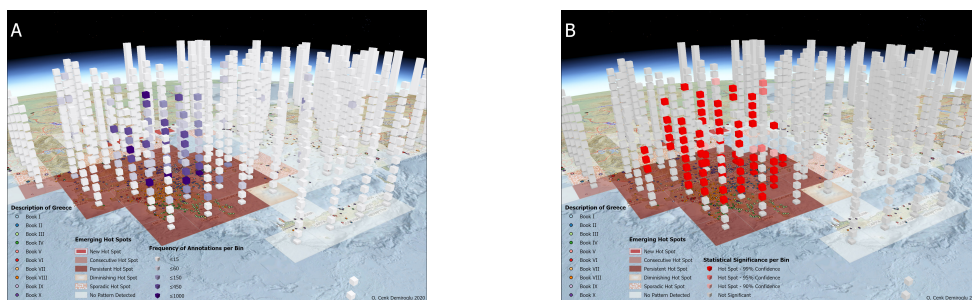 A
Description of Greece
Book I
Book II
Book III
Book IV
Book V
Book VI
Book VII
Book VIII
Book IX
Book X
Emerging Hot Spots
New Hot Spot
Consecutive Hot Spot
Persistent Hot Spot
Diminishing Hot Spot
Sporadic Hot Spot
No Pattern Detected
Frequency of Annotations per Bin
≤15
≤60
≤150
≤450
≤1000
O. Cenk Demiroglu 2020
B
Description of Greece
Book I
Book II
Book III
Book IV
Book V
Book VI
Book VII
Book VIII
Book IX
Book X
Emerging Hot Spots
New Hot Spot
Consecutive Hot Spot
Persistent Hot Spot
Diminishing Hot Spot
Sporadic Hot Spot
No Pattern Detected
Statistical Significance per Bin
Hot Spot - 99% Confidence
Hot Spot - 95% Confidence
Hot Spot - 90% Confidence
Not Significant
O. Cenk Demiroglu 2